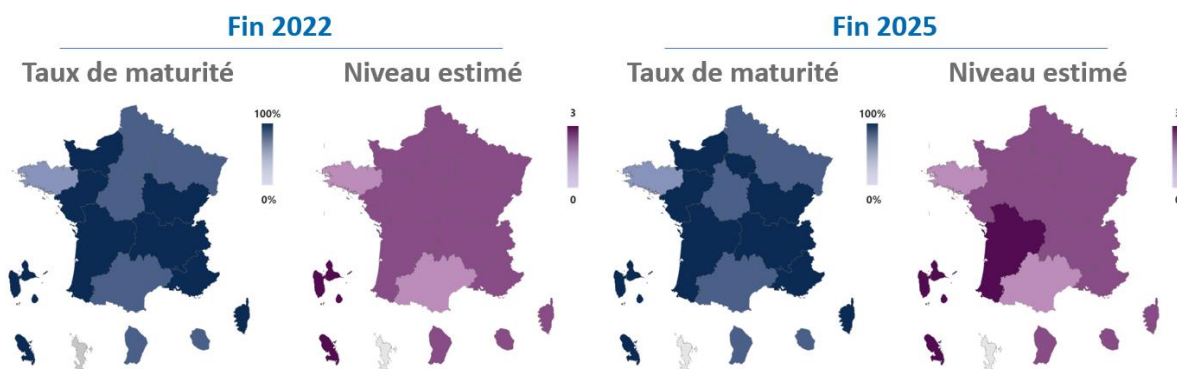 Fin 2022
Fin 2025
Taux de maturité
Niveau estimé
Taux de maturité
Niveau estimé
100%
0%
3
0
100%
0%